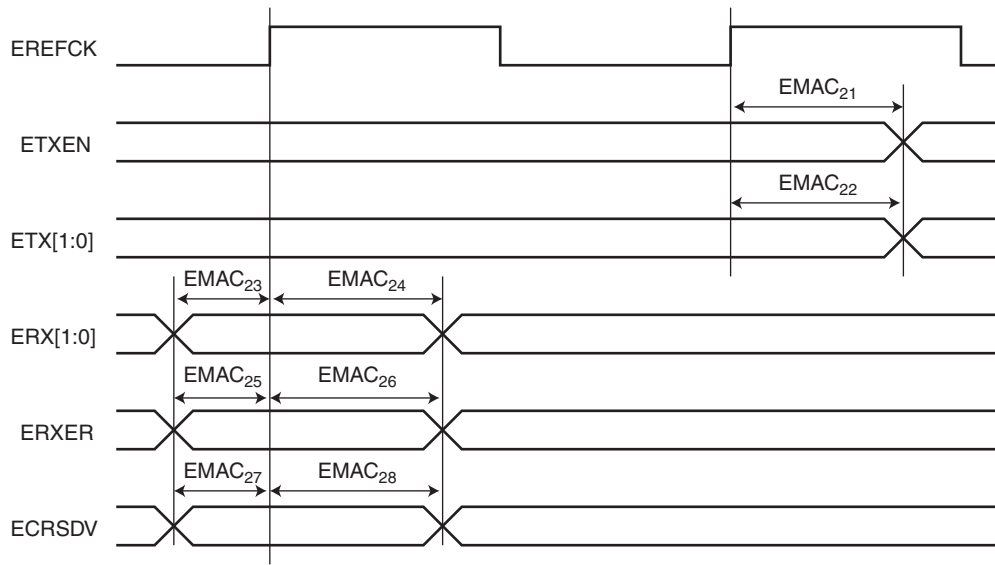 EREFCK
EMAC21
ETXEN
EMAC22
ETX[1:0]
EMAC23 EMAC24
ERX[1:0]
EMAC25 EMAC26
ERXER
EMAC27 EMAC28
ECRSDV